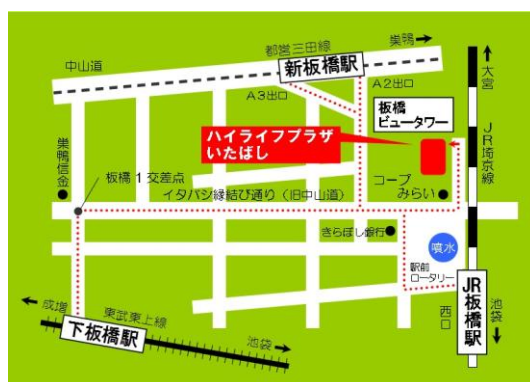 巣鴨
都営三田線
中山道
新板橋駅
A3出口
A2出口
大宮
板橋
ビュータワー
ハイライフプラザ
いたばし
JR埼京線
巣鴨信金
板橋1交差点
イタバシ縁結び通り(旧中山道)
コープ
みらい
きらぼし銀行
噴水
駅前
ロータリー
JR板橋駅
西口
池袋
成増
東武東上線
下板橋駅
池袋